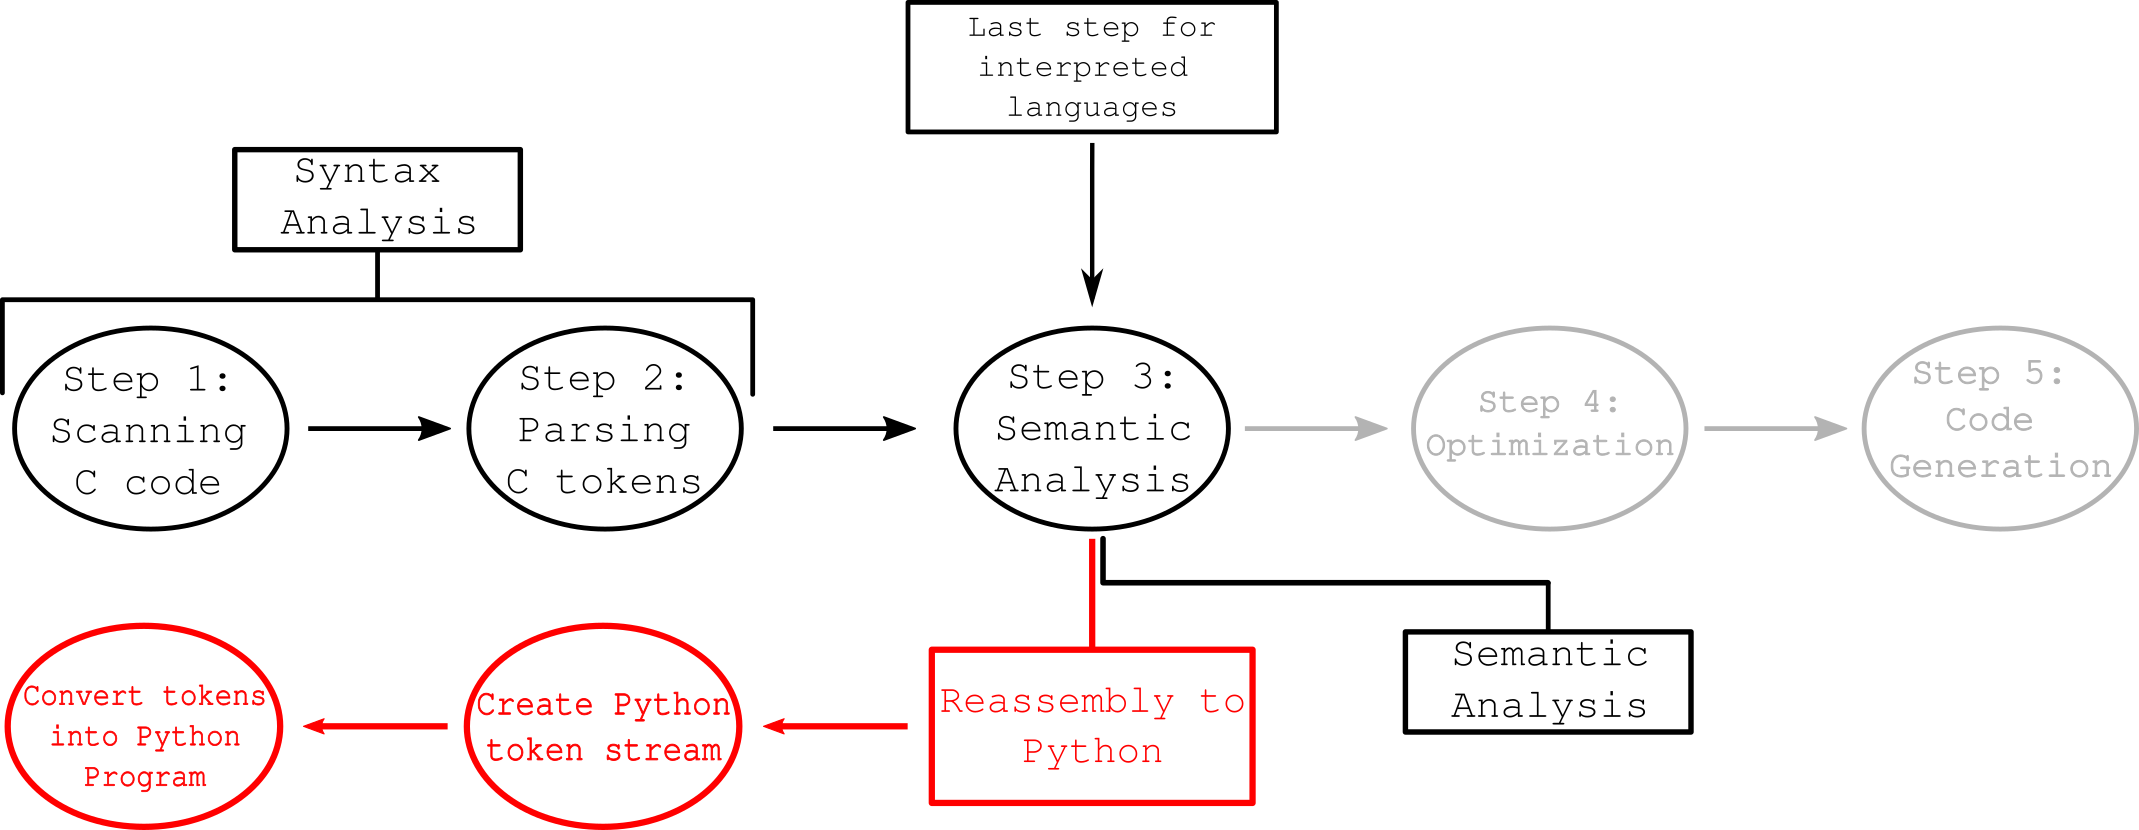 Last step for
interpreted
languages
Syntax
Analysis
Step 1:
Scanning
C code
Step 2:
Parsing
C tokens
Step 3:
Semantic
Analysis
Step 4:
Optimization
Step 5:
Code
Generation
Semantic
Analysis
Reassembly to
Python
Create Python
token stream
Convert tokens
into Python
Program